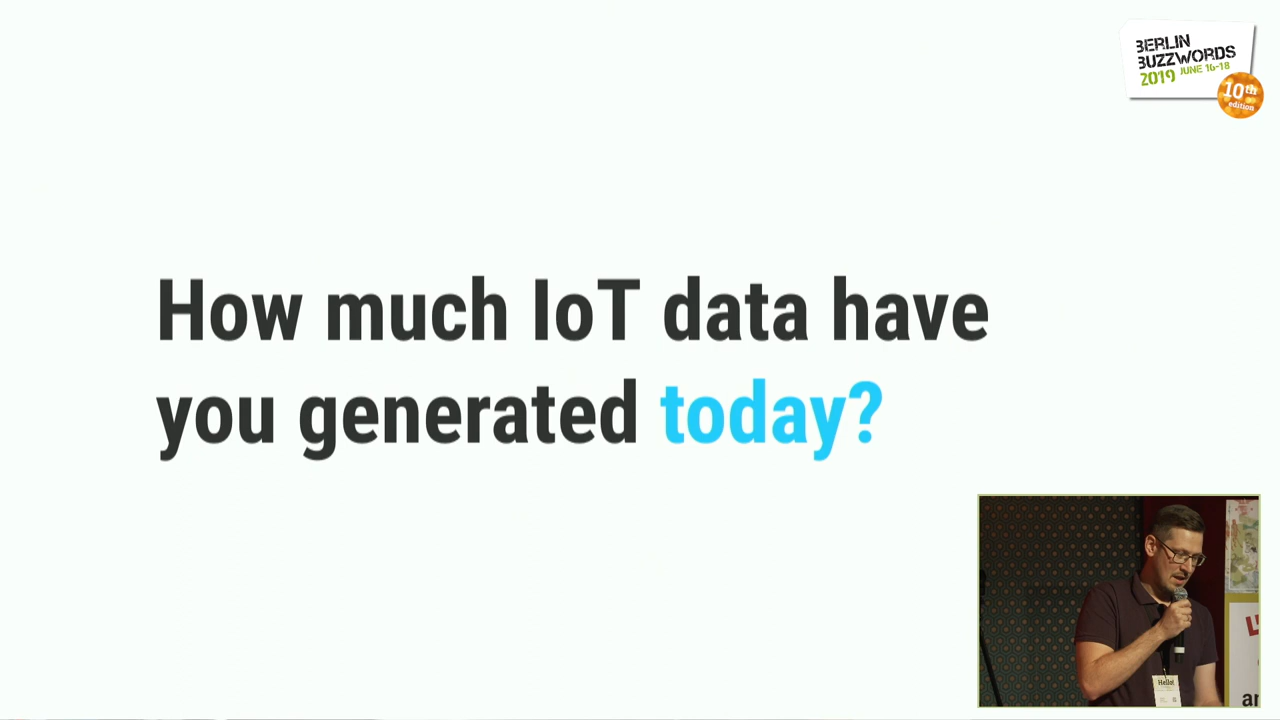 BERLIN
BUZZWORDS
2019 JUNE 16-18
10th
edition
How much IoT data have
you generated today?
Hello!